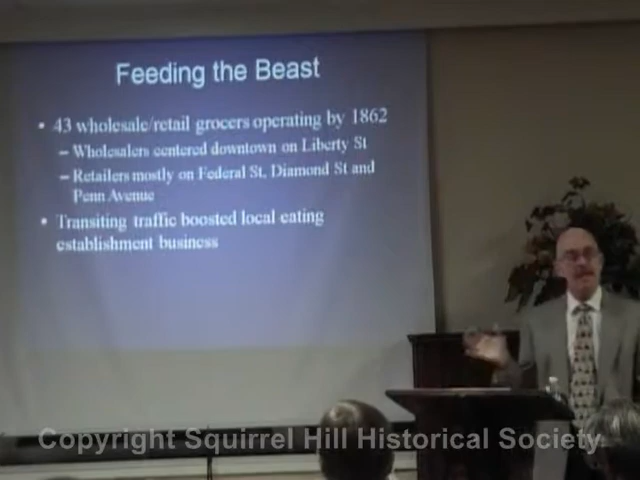 Feeding the Beast
• 43 wholesale/retail grocers operating by 1862
– Wholesalers centered downtown on Liberty St
– Retailers mostly on Federal St, Diamond St and
Penn Avenue
• Transiting traffic boosted local eating
establishment business
Copyright Squirrel Hill Historical Society.